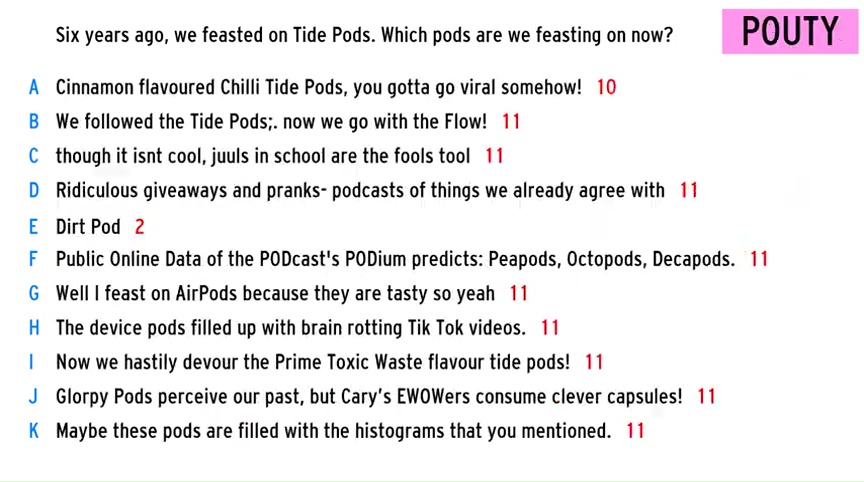 Six years ago, we feasted on Tide Pods. Which pods are we feasting on now?
POUTY
A Cinnamon flavoured Chilli Tide Pods, you gotta go viral somehow! 10
B We followed the Tide Pods;. now we go with the Flow! 11
C though it isnt cool, juuls in school are the fools tool 11
D Ridiculous giveaways and pranks- podcasts of things we already agree with 11
E Dirt Pod 2
F Public Online Data of the PODcast's PODium predicts: Peapods, Octopods, Decapods. 11
G Well I feast on AirPods because they are tasty so yeah 11
H The device pods filled up with brain rotting Tik Tok videos. 11
I Now we hastily devour the Prime Toxic Waste flavour tide pods! 11
J Glorpy Pods perceive our past, but Cary's EWOWers consume clever capsules! 11
K Maybe these pods are filled with the histograms that you mentioned. 11